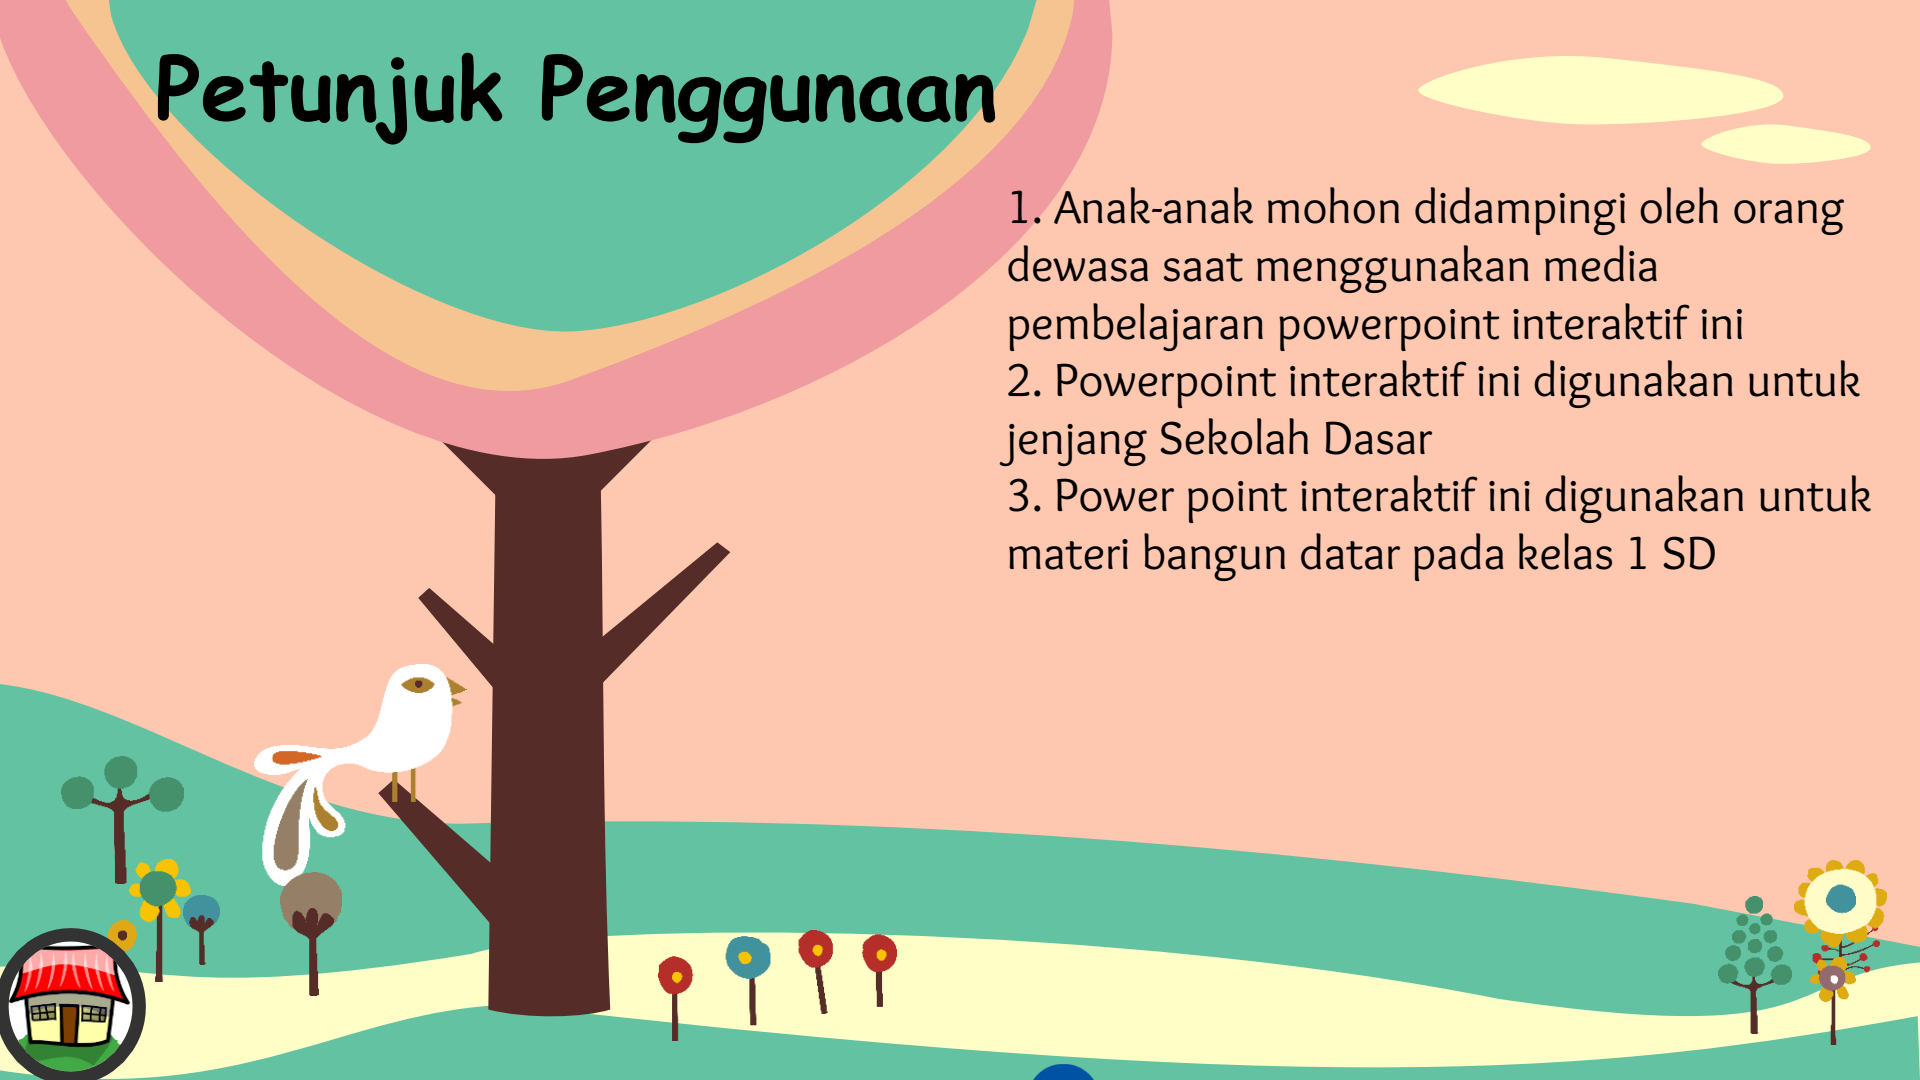 Petunjuk Penggunaan
1. Anak-anak mohon didampingi oleh orang
dewasa saat menggunakan media
pembelajaran powerpoint interaktif ini
2. Powerpoint interaktif ini digunakan untuk
jenjang Sekolah Dasar
3. Power point interaktif ini digunakan untuk
materi bangun datar pada kelas 1 SD